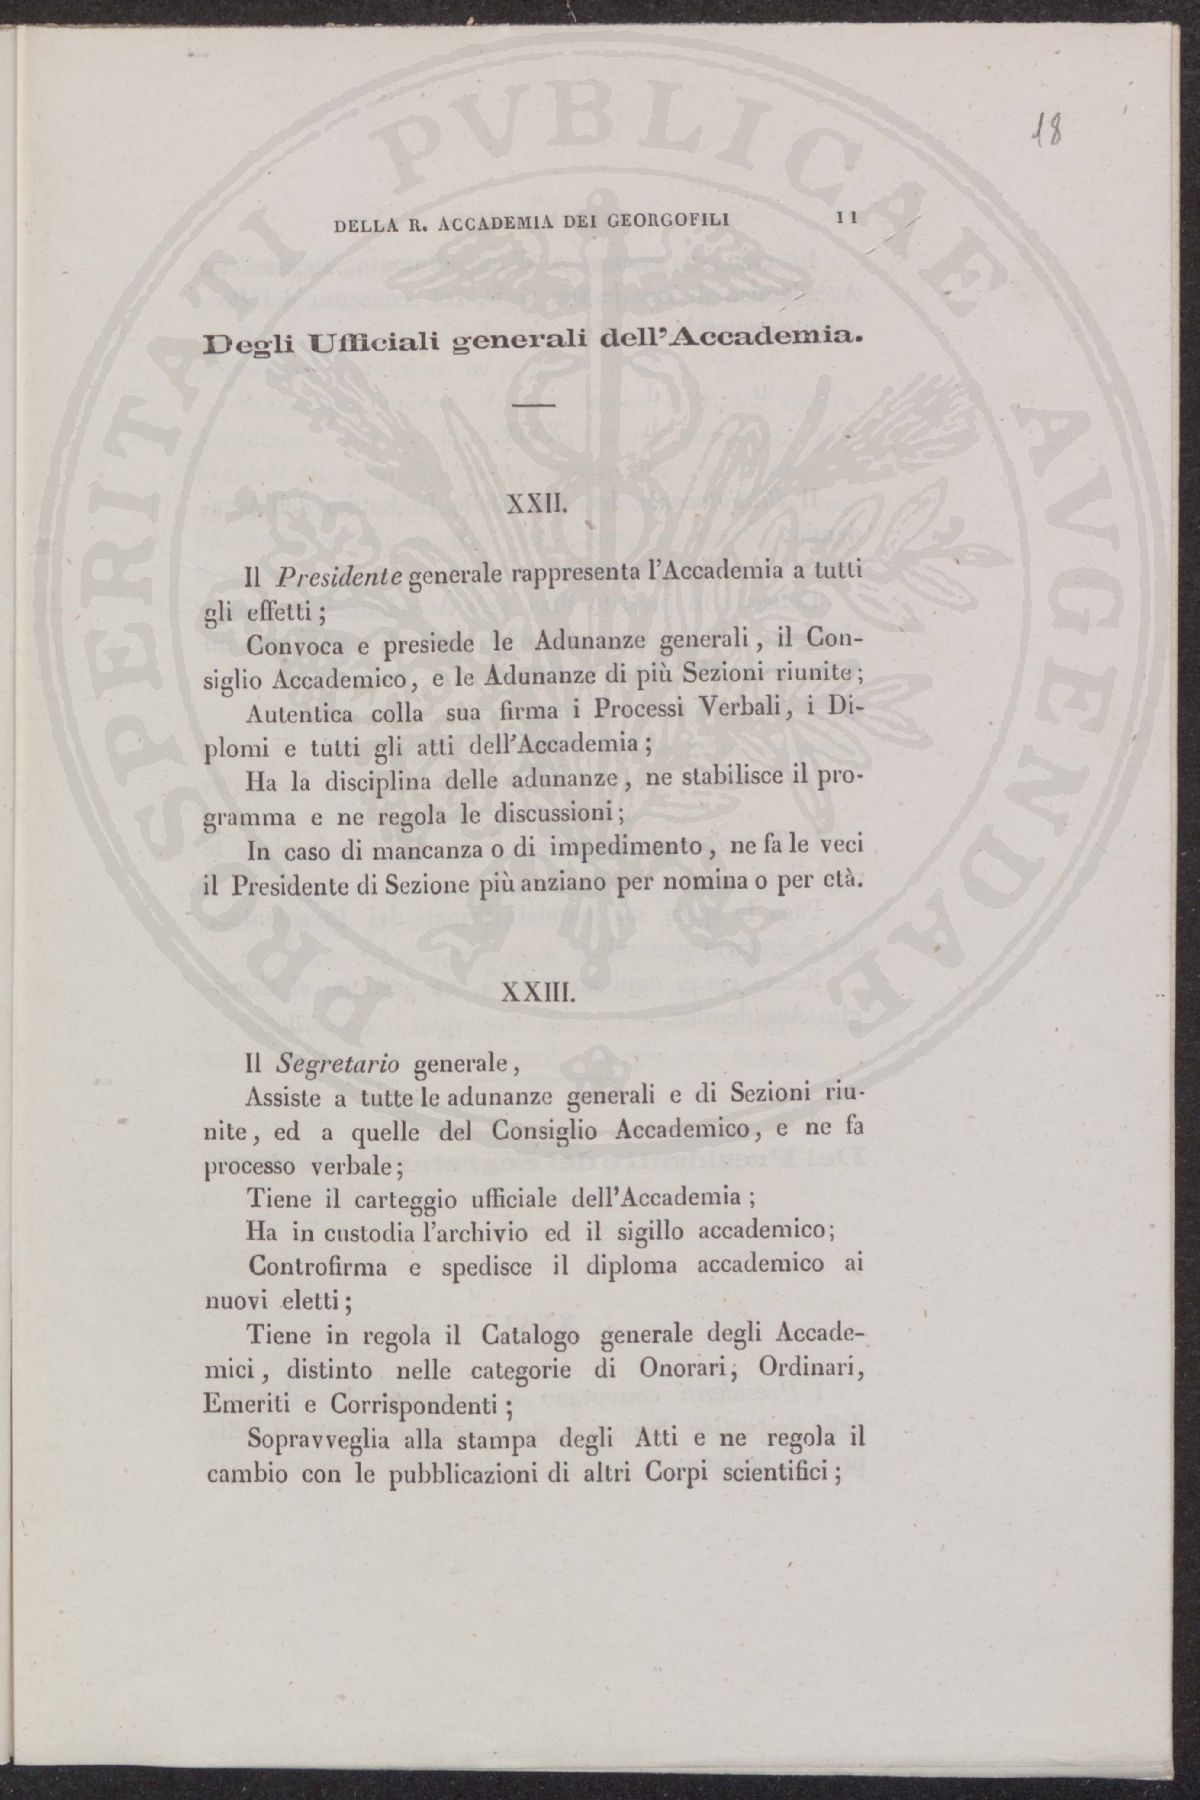 18
DELLA R. ACCADEMIA DEI GEORGOFILI 11
Degli Ufficiali generali dell'Accademia.
XXII.
Il Presidente generale rappresenta l'Accademia a tutti
gli effetti ;
Convoca e presiede le Adunanze generali, il Con-
siglio Accademico, e le Adunanze di più Sezioni riunite ;
Autentica colla sua firma i Processi Verbali, i Di-
plomi e tutti gli atti dell'Accademia ;
Ha la disciplina delle adunanze, ne stabilisce il pro-
gramma e ne regola le discussioni ;
In caso di mancanza o di impedimento, ne fa le veci
il Presidente di Sezione più anziano per nomina o per età.
XXIII.
Il Segretario generale,
Assiste a tutte le adunanze generali e di Sezioni riu-
nite, ed a quelle del Consiglio Accademico, e ne fa
processo verbale ;
Tiene il carteggio ufficiale dell'Accademia ;
Ha in custodia l'archivio ed il sigillo accademico;
Controfirma e spedisce il diploma accademico ai
nuovi eletti ;
Tiene in regola il Catalogo generale degli Accade-
mici, distinto nelle categorie di Onorari, Ordinarí,
Emeriti e Corrispondenti ;
Sopravveglia alla stampa degli Atti e ne regola il
cambio con le pubblicazioni di altri Corpi scientifici ;
PROSPERITATI PVBLICAE AVGENDAE